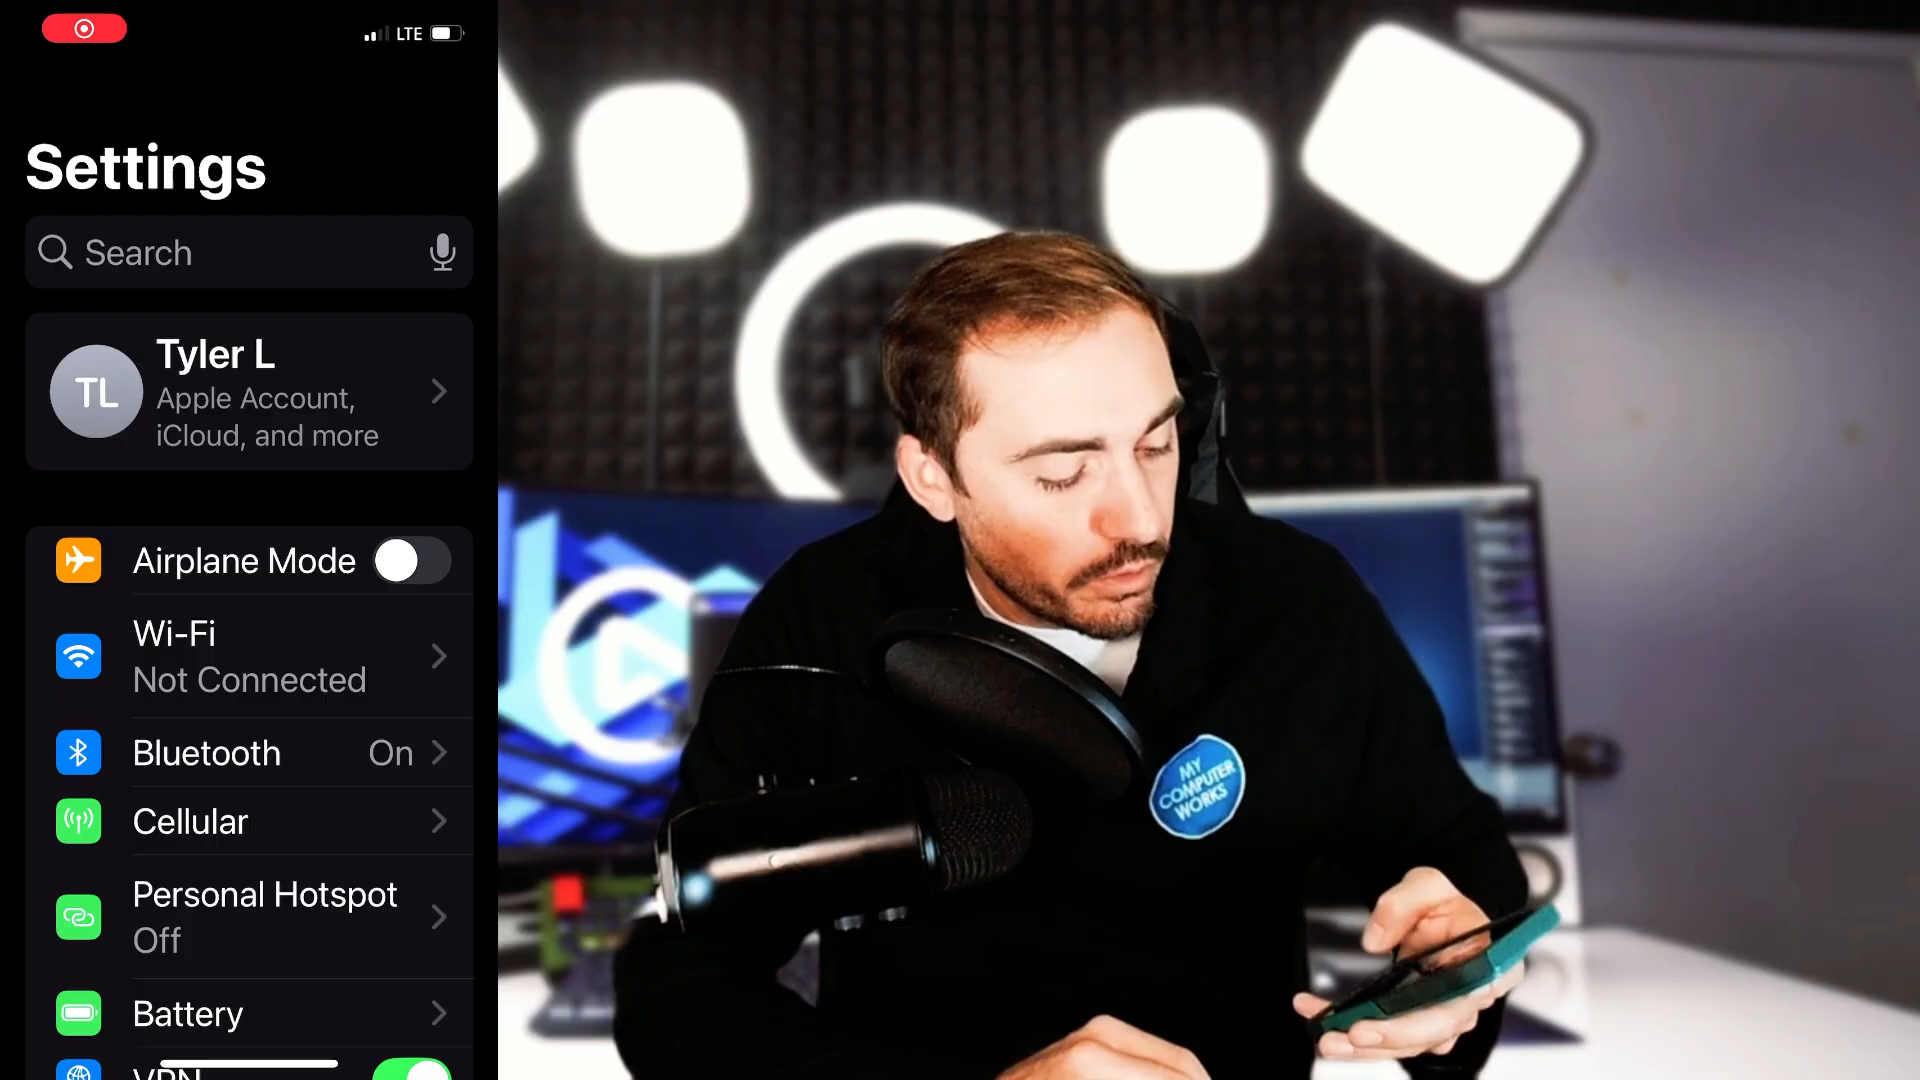 LTE
Settings
Search
TL
Tyler L
Apple Account,
iCloud, and more
Airplane Mode
Wi-Fi
Not Connected
Bluetooth On
Cellular
Personal Hotspot
Off
Battery
VPN
MY
COMPUTER
WORKS